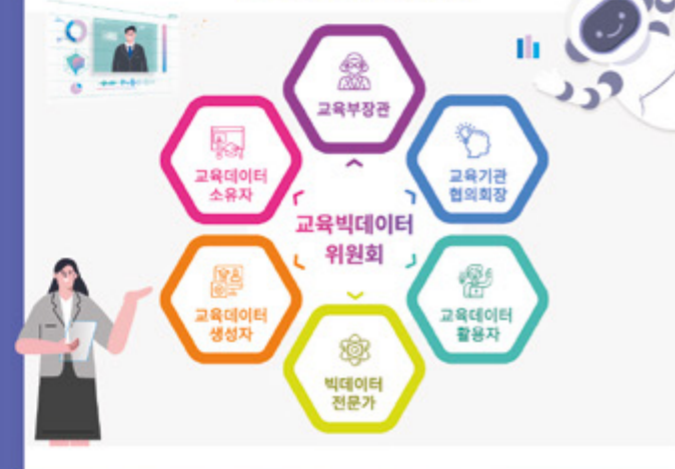 교육부장관
교육데이터
소유자
교육기관
협의회장
교육빅데이터
위원회
교육데이터
생성자
교육데이터
활용자
빅데이터
전문가